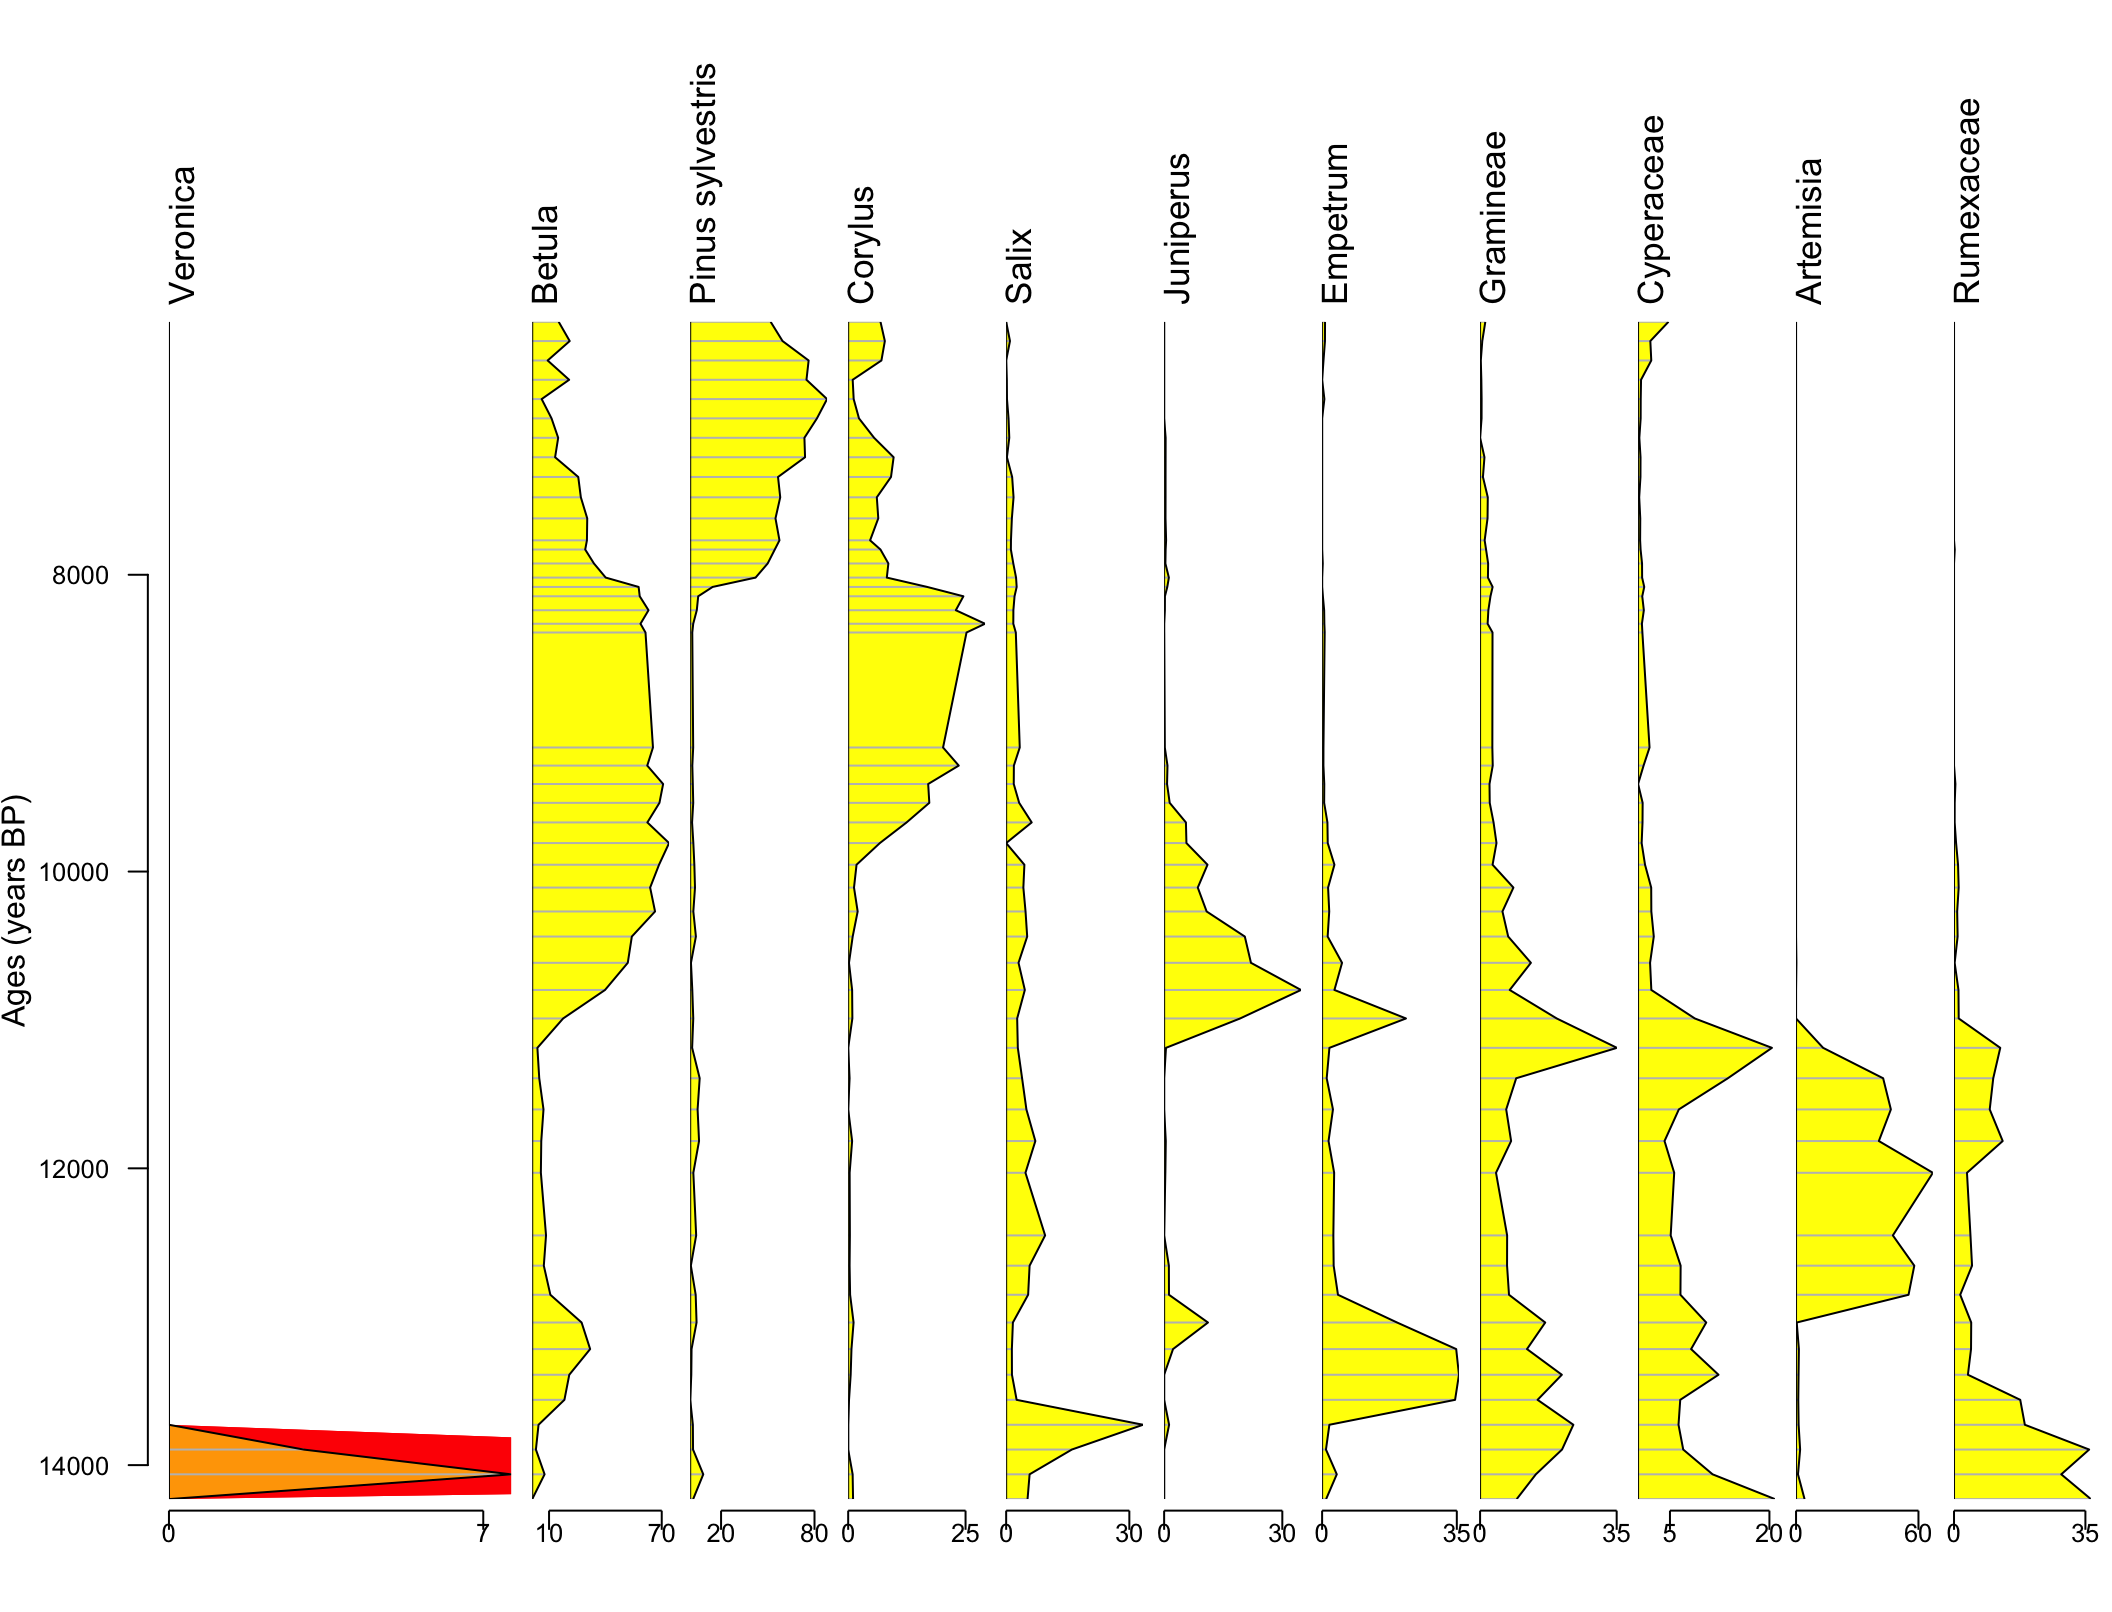 Veronica
Betula
Pinus sylvestris
Corylus
Salix
Juniperus
Empetrum
Gramineae
Cyperaceae
Artemisia
Rumexaceae
Ages (years BP)
8000
10000
12000
14000
0 7 10 70 20 80 0 25 0 30 0 30 0 35 0 35 5 20 0 60 0 35